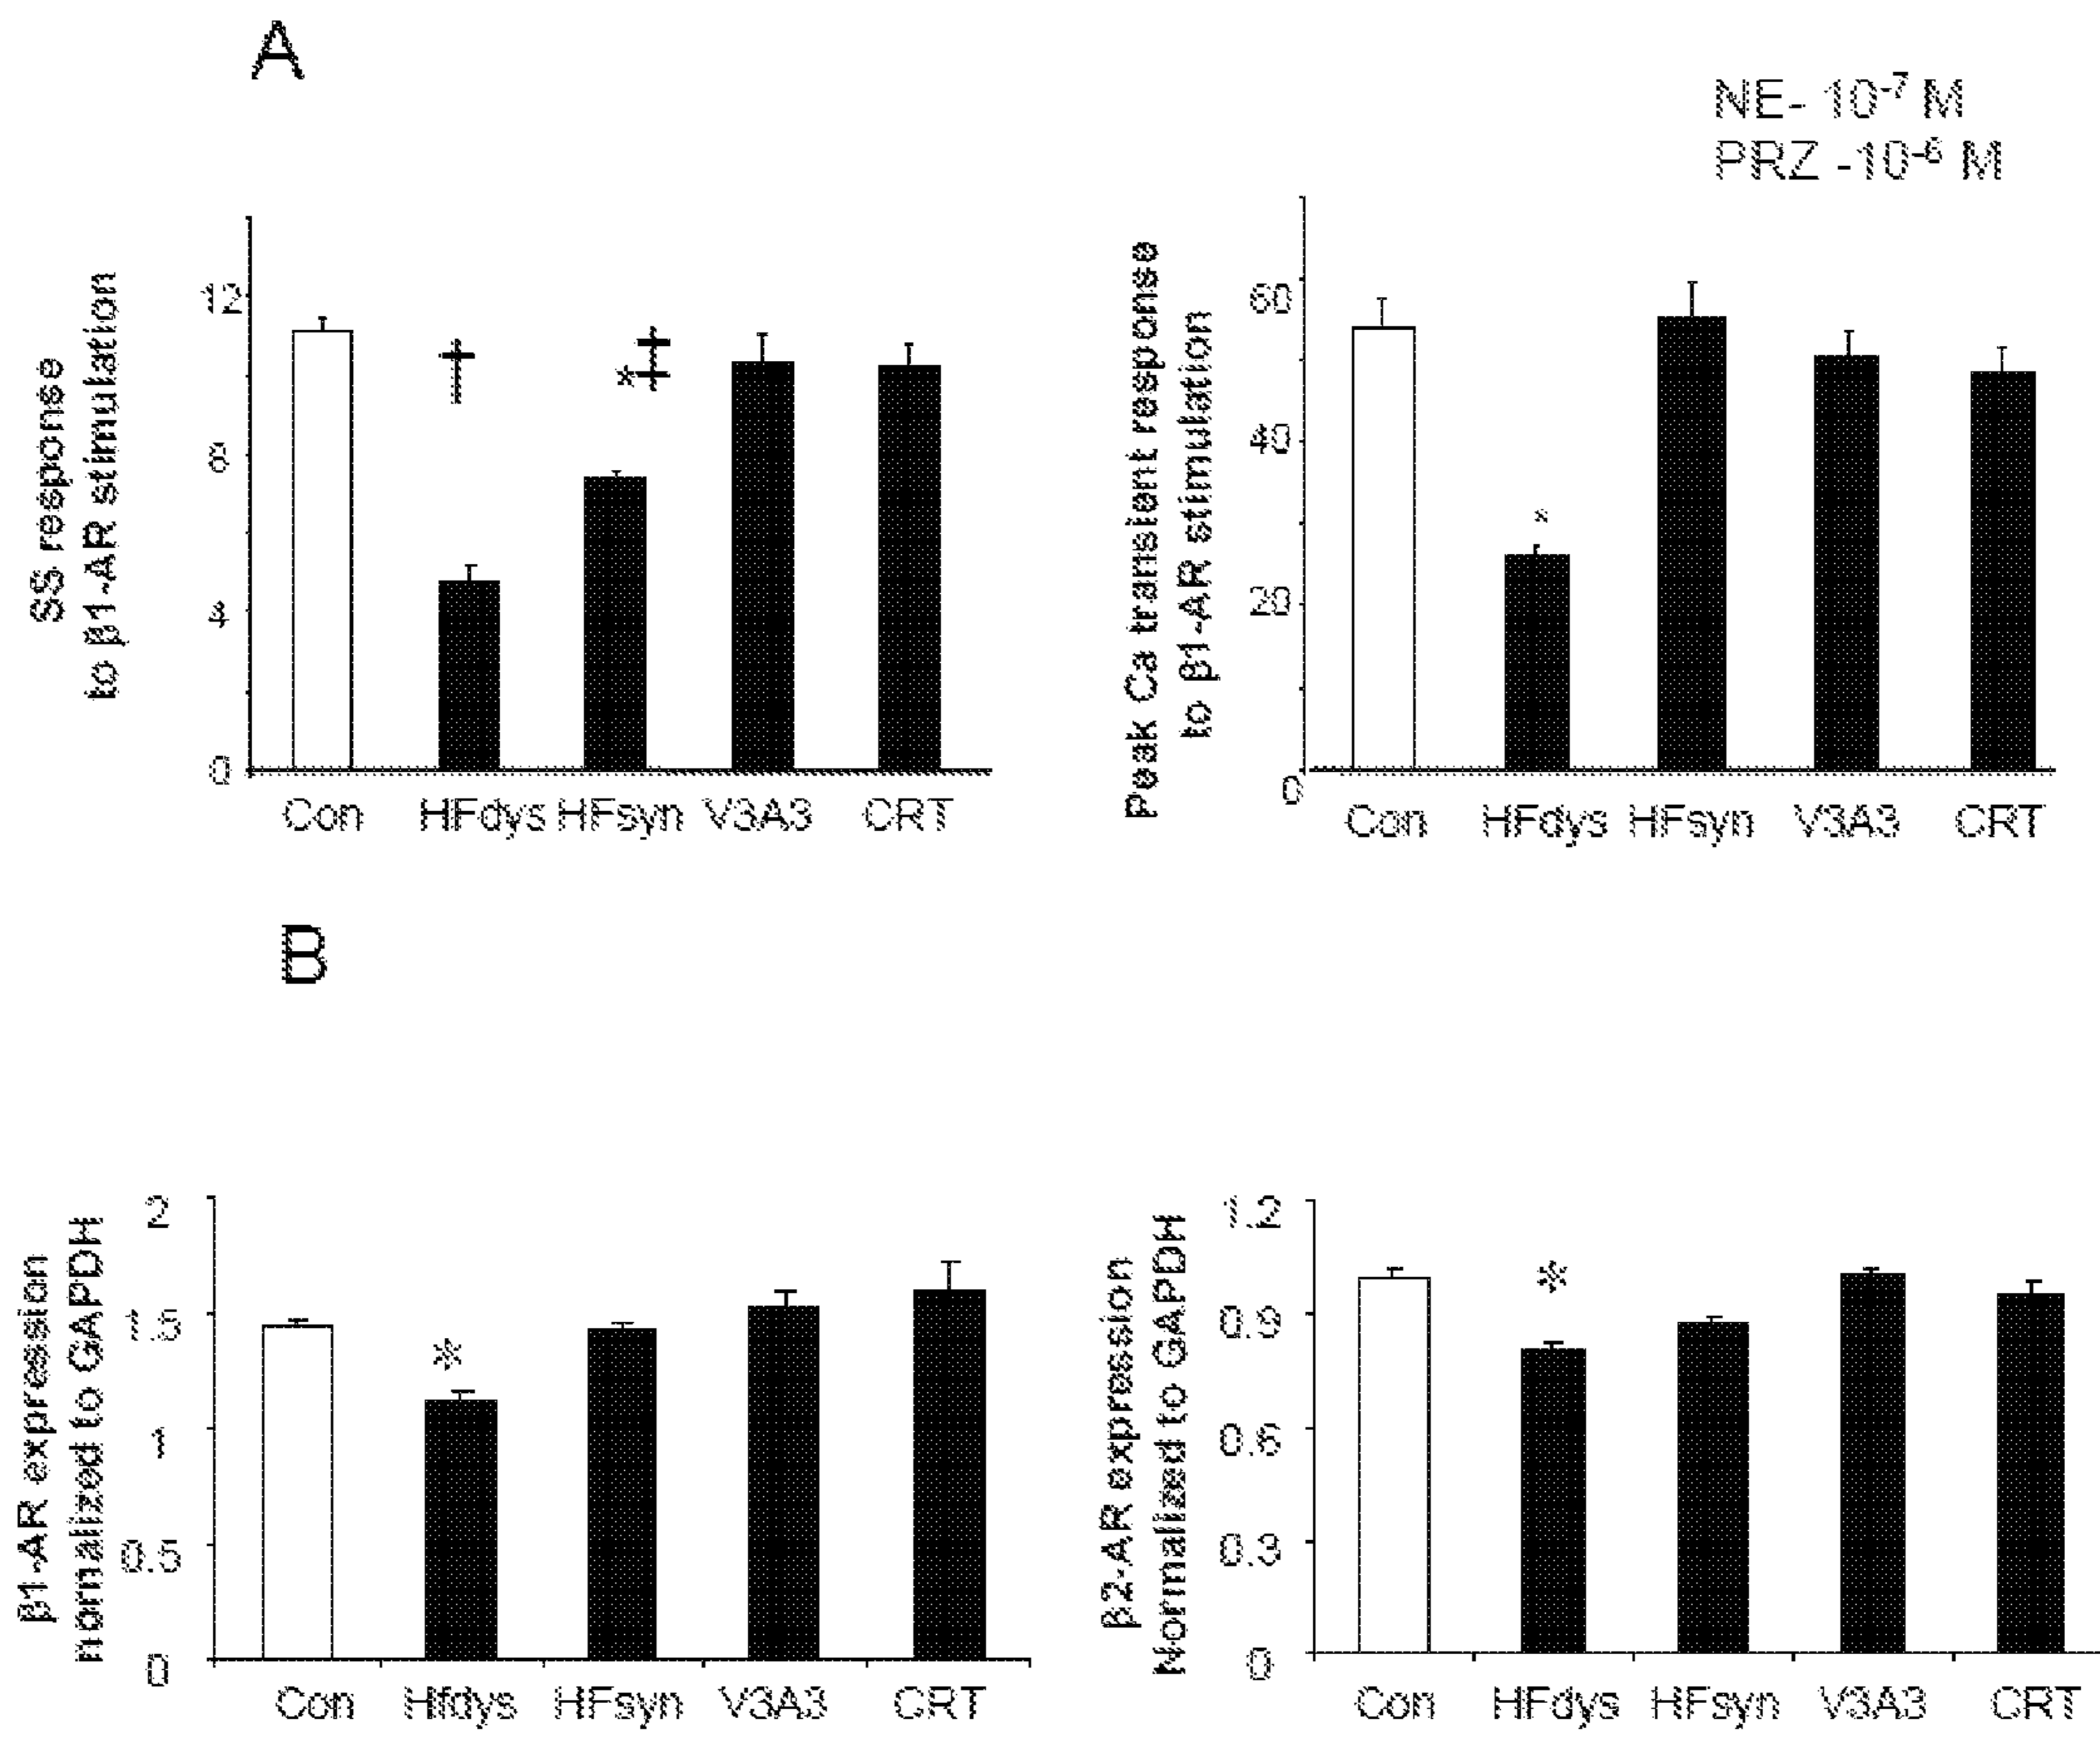 A
NE- 10⁻⁷ M
PRZ -10⁻⁶ M
SS response
to β1-AR stimulation
12
8
4
0
†
*‡
Con HFdys HFsyn V3A3 CRT
Peak Ca transient response
to β1-AR stimulation
60
40
20
0
*
Con HFdys HFsyn V3A3 CRT
B
β1-AR expression
normalized to GAPDH
2
1.5
1
0.5
0
*
Con Hfdys HFsyn V3A3 CRT
β2-AR expression
Normalized to GAPDH
1.2
0.9
0.6
0.3
0
*
Con HFdys HFsyn V3A3 CRT